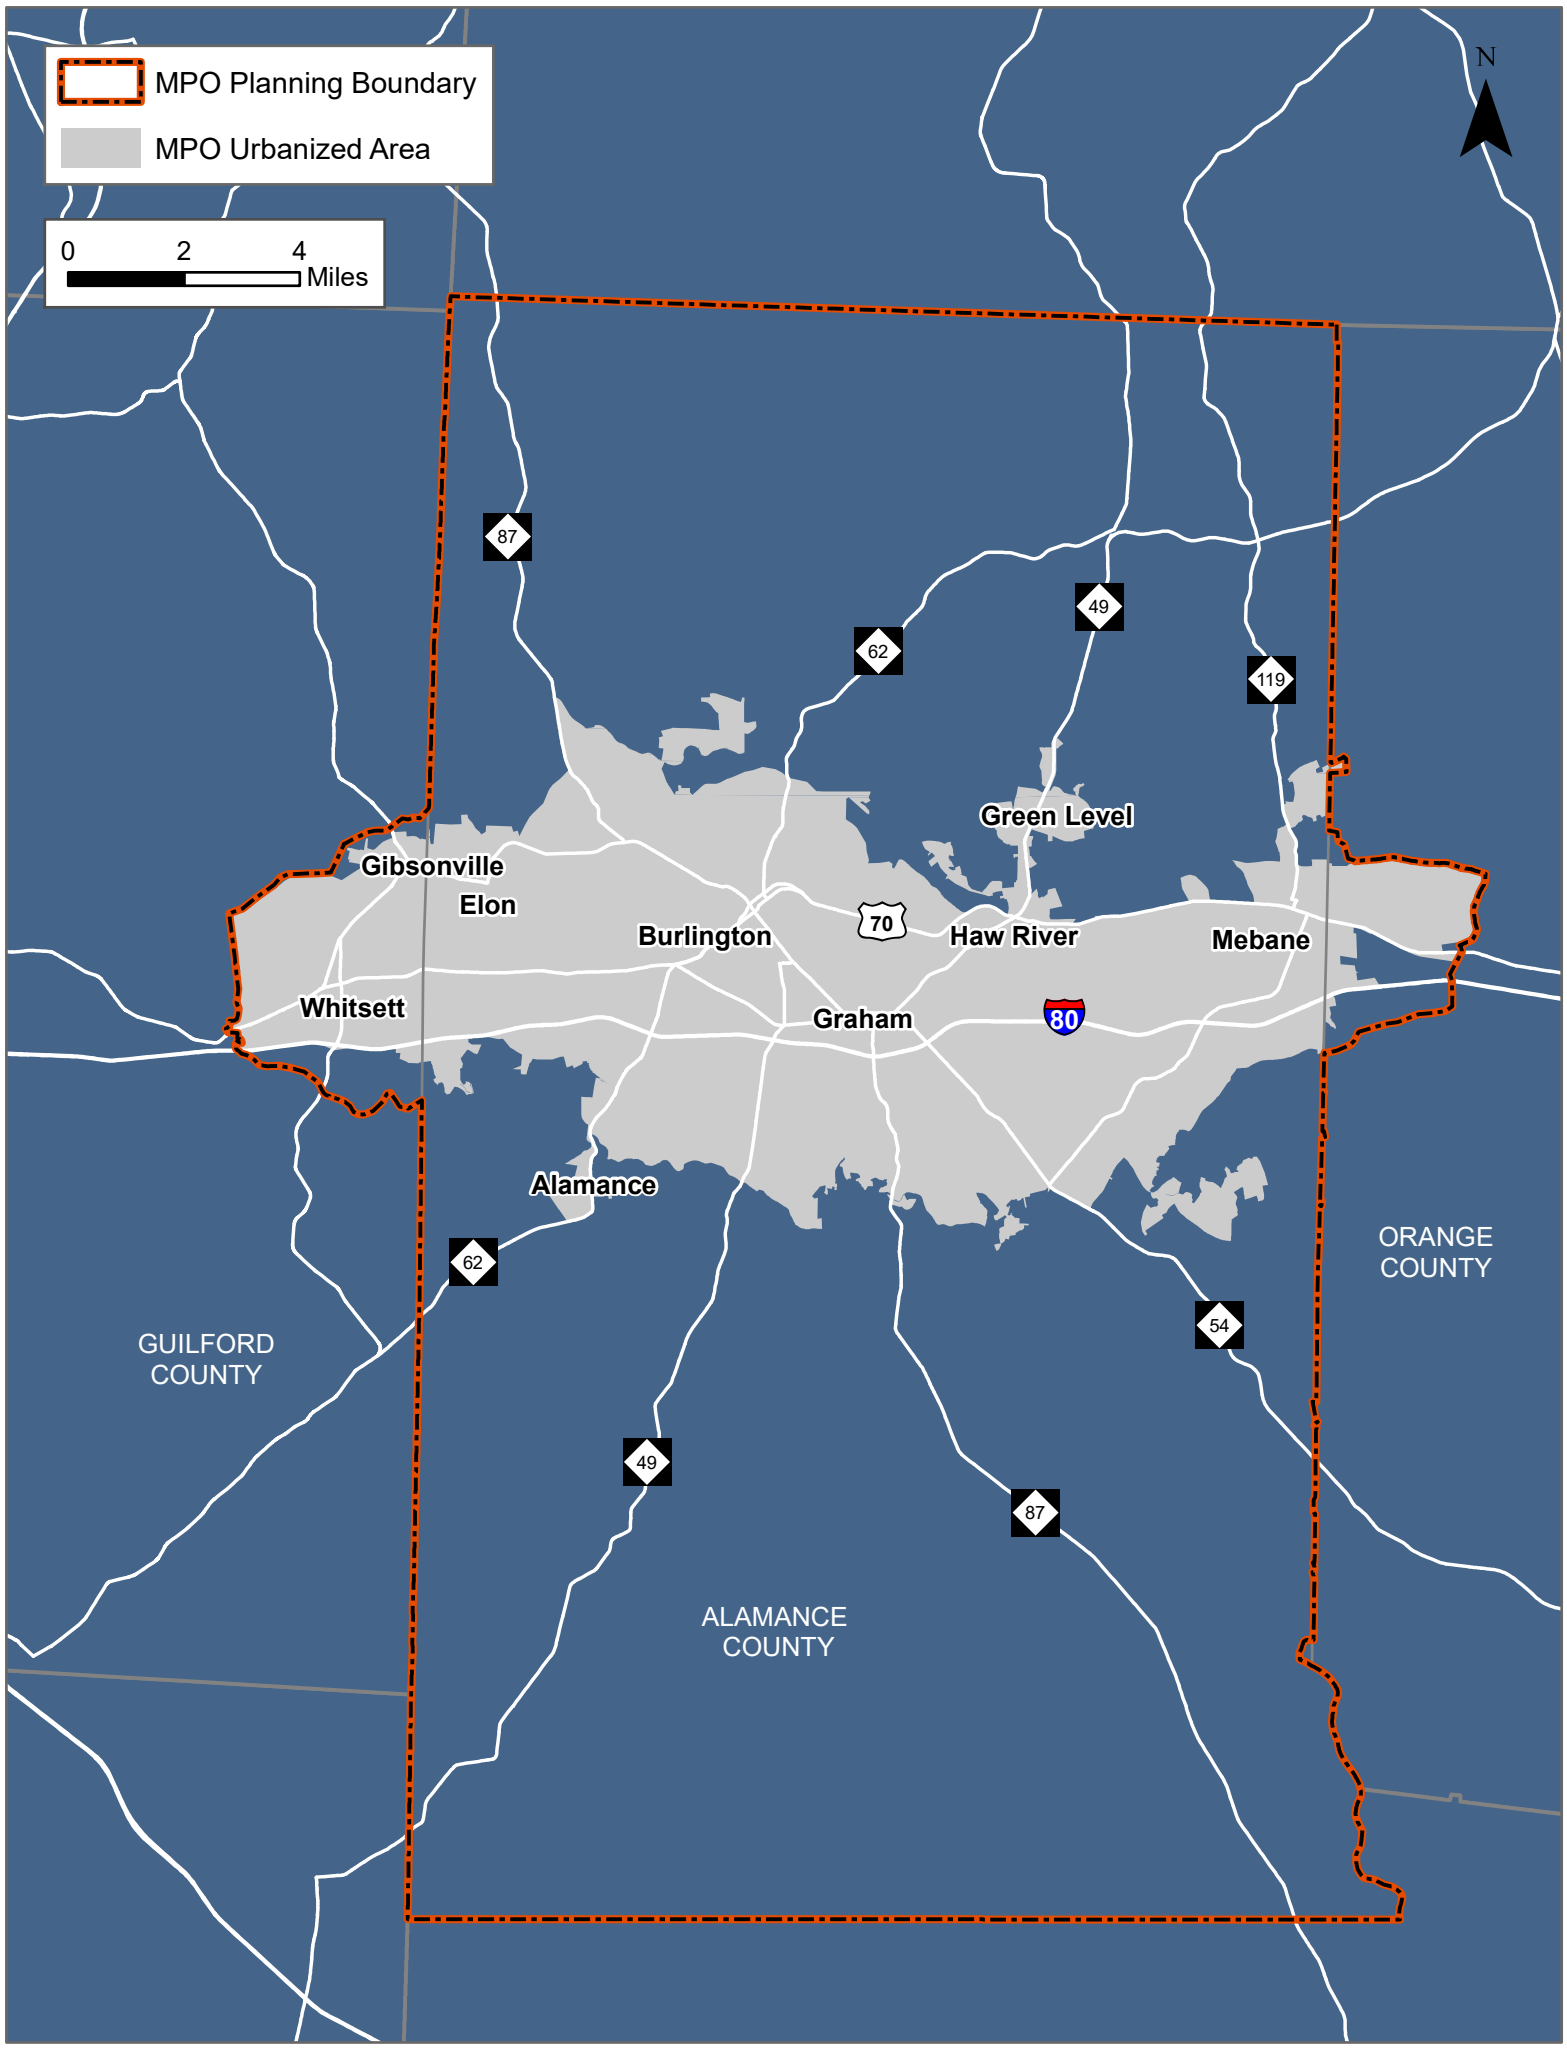 N
MPO Planning Boundary
MPO Urbanized Area
0 2 4
Miles
87
49
62
119
Green Level
Gibsonville
Elon
70
Burlington
Haw River
Mebane
Whitsett
Graham
80
Alamance
62
ORANGE
COUNTY
54
GUILFORD
COUNTY
49
87
ALAMANCE
COUNTY